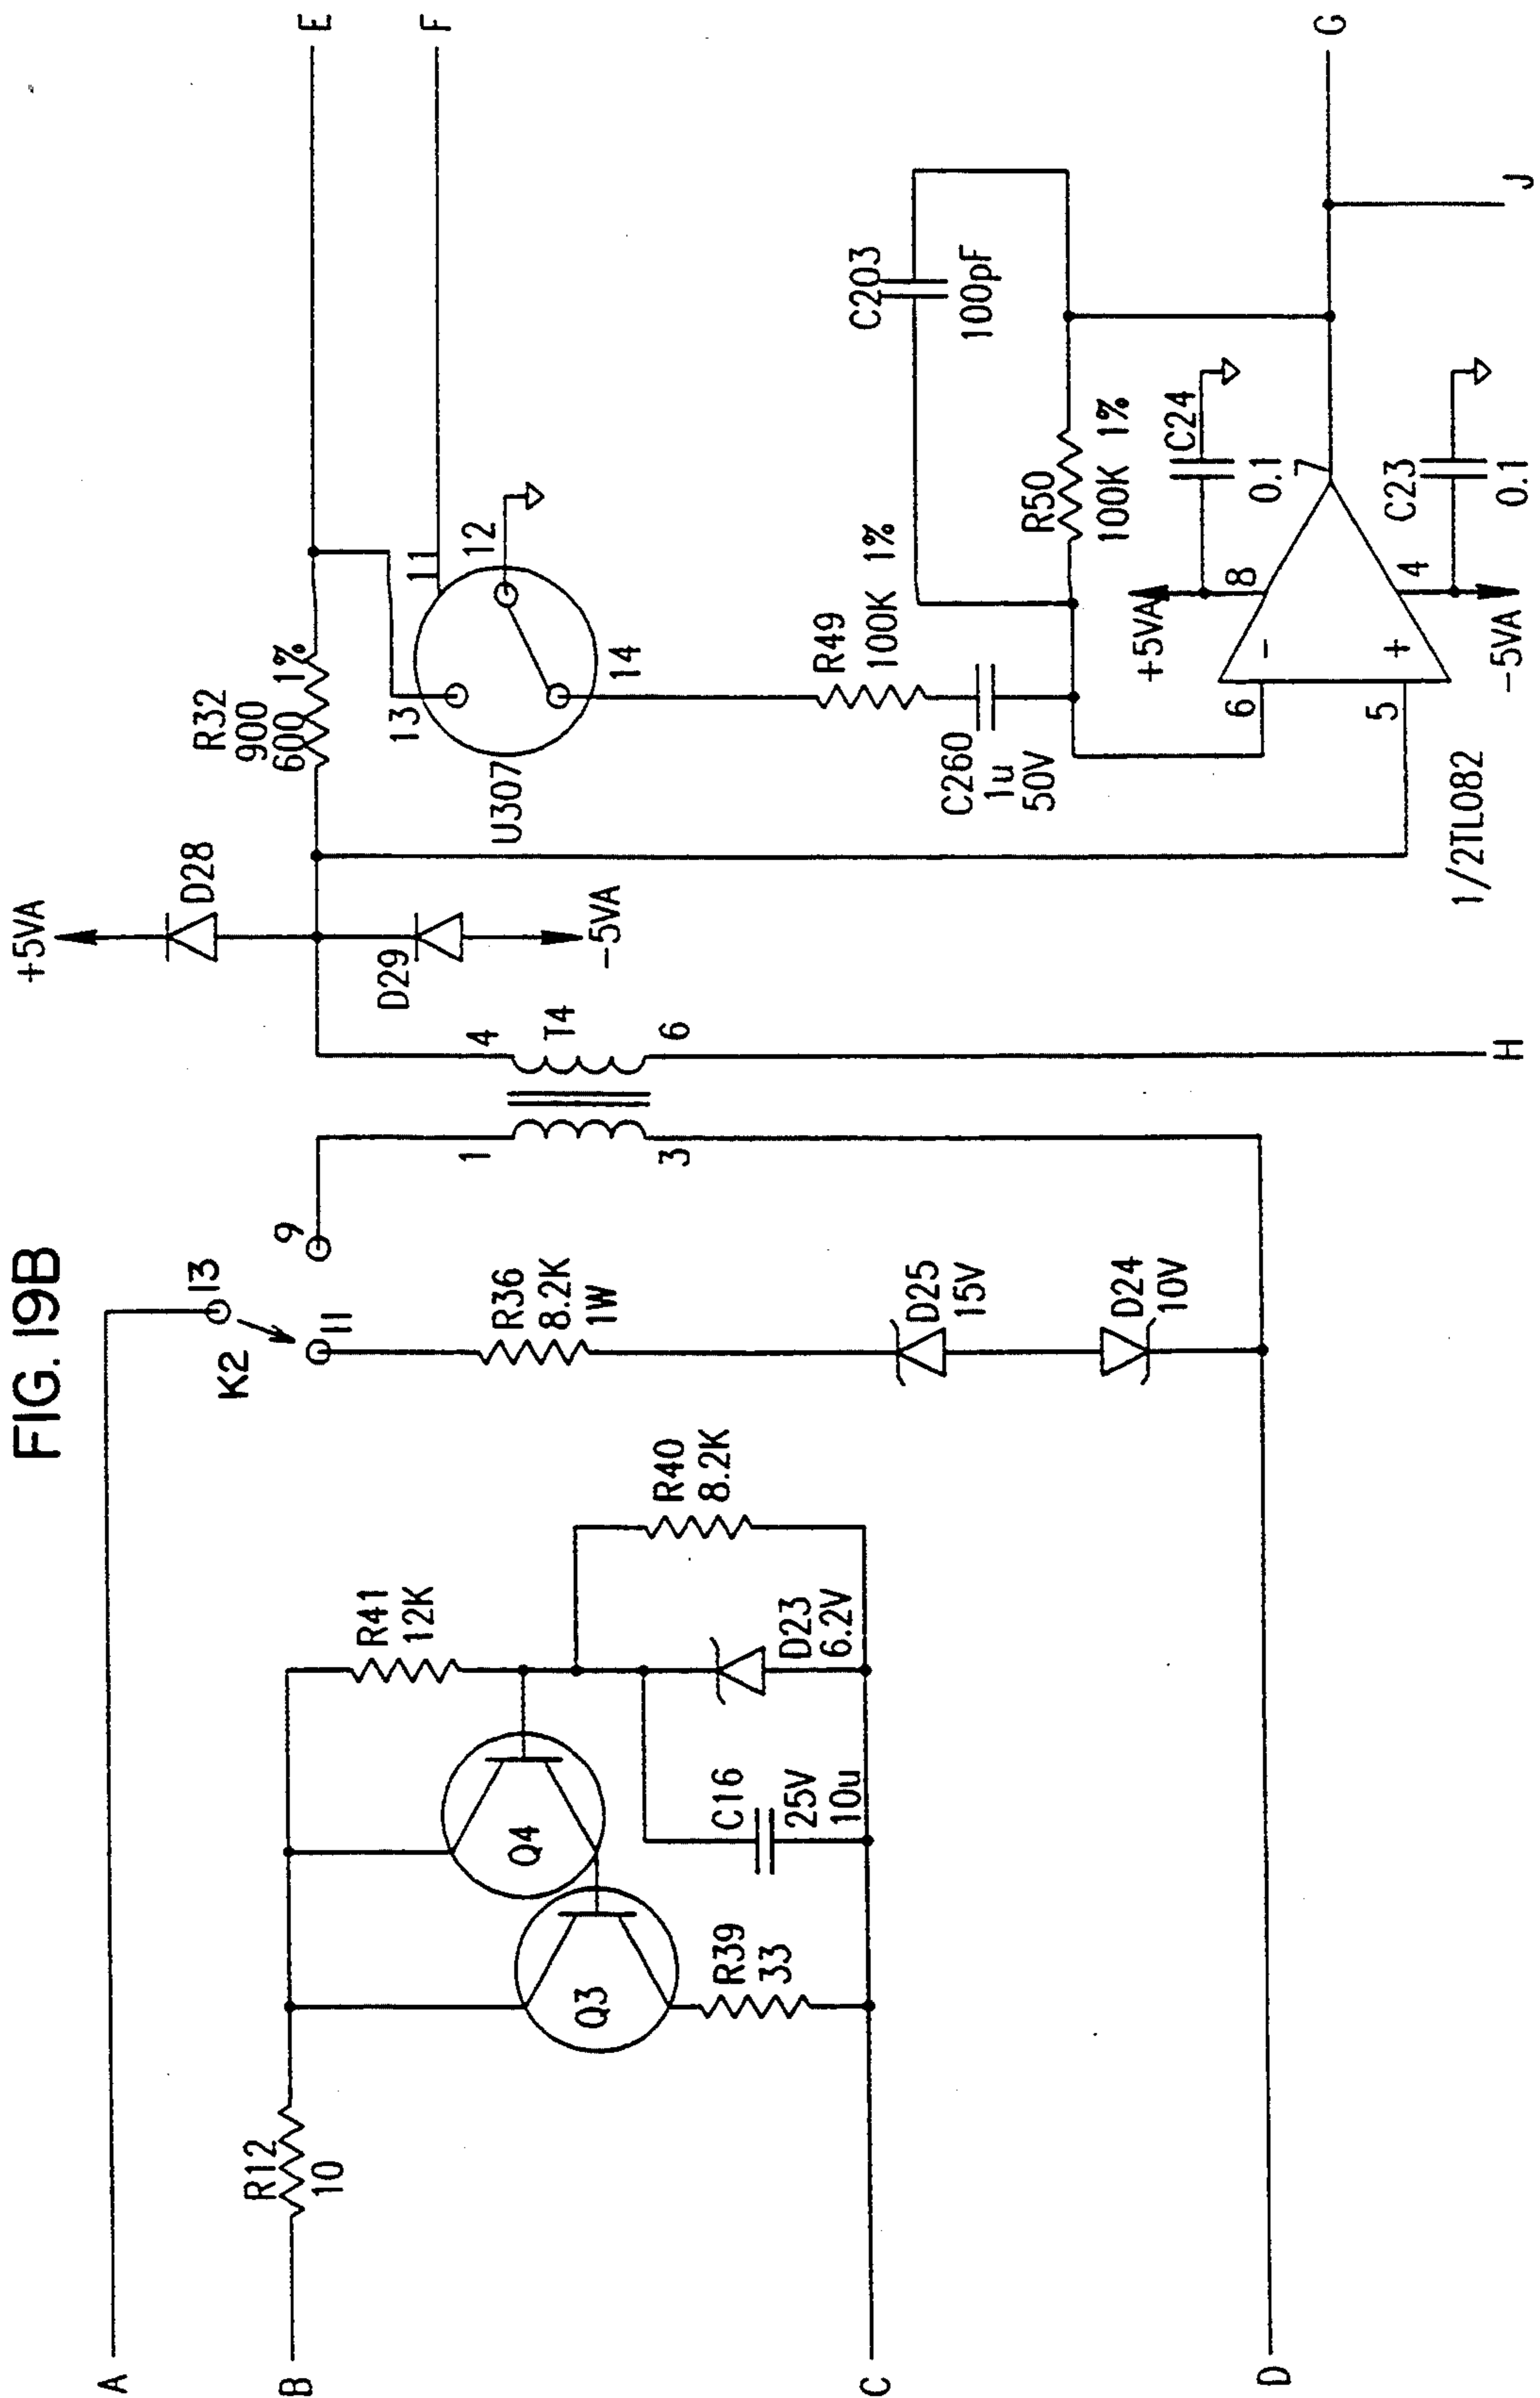 FIG. 19B
A
B
C
D
R12
10
Q3
R39
33
Q4
C16
25V
10u
R41
12K
D23
6.2V
R40
8.2K
K2
13
11
9
R36
8.2K
1W
D25
15V
D24
10V
1
3
T4
4
6
H
+5VA
D28
D29
-5VA
R32
900
600 1%
U307
13
11
12
14
E
F
R49
100K 1%
C260
1u
50V
C203
100pF
R50
100K 1%
C24
0.1
C23
0.1
+5VA
8
-
6
+
5
7
4
-5VA
1/2TL082
G
J